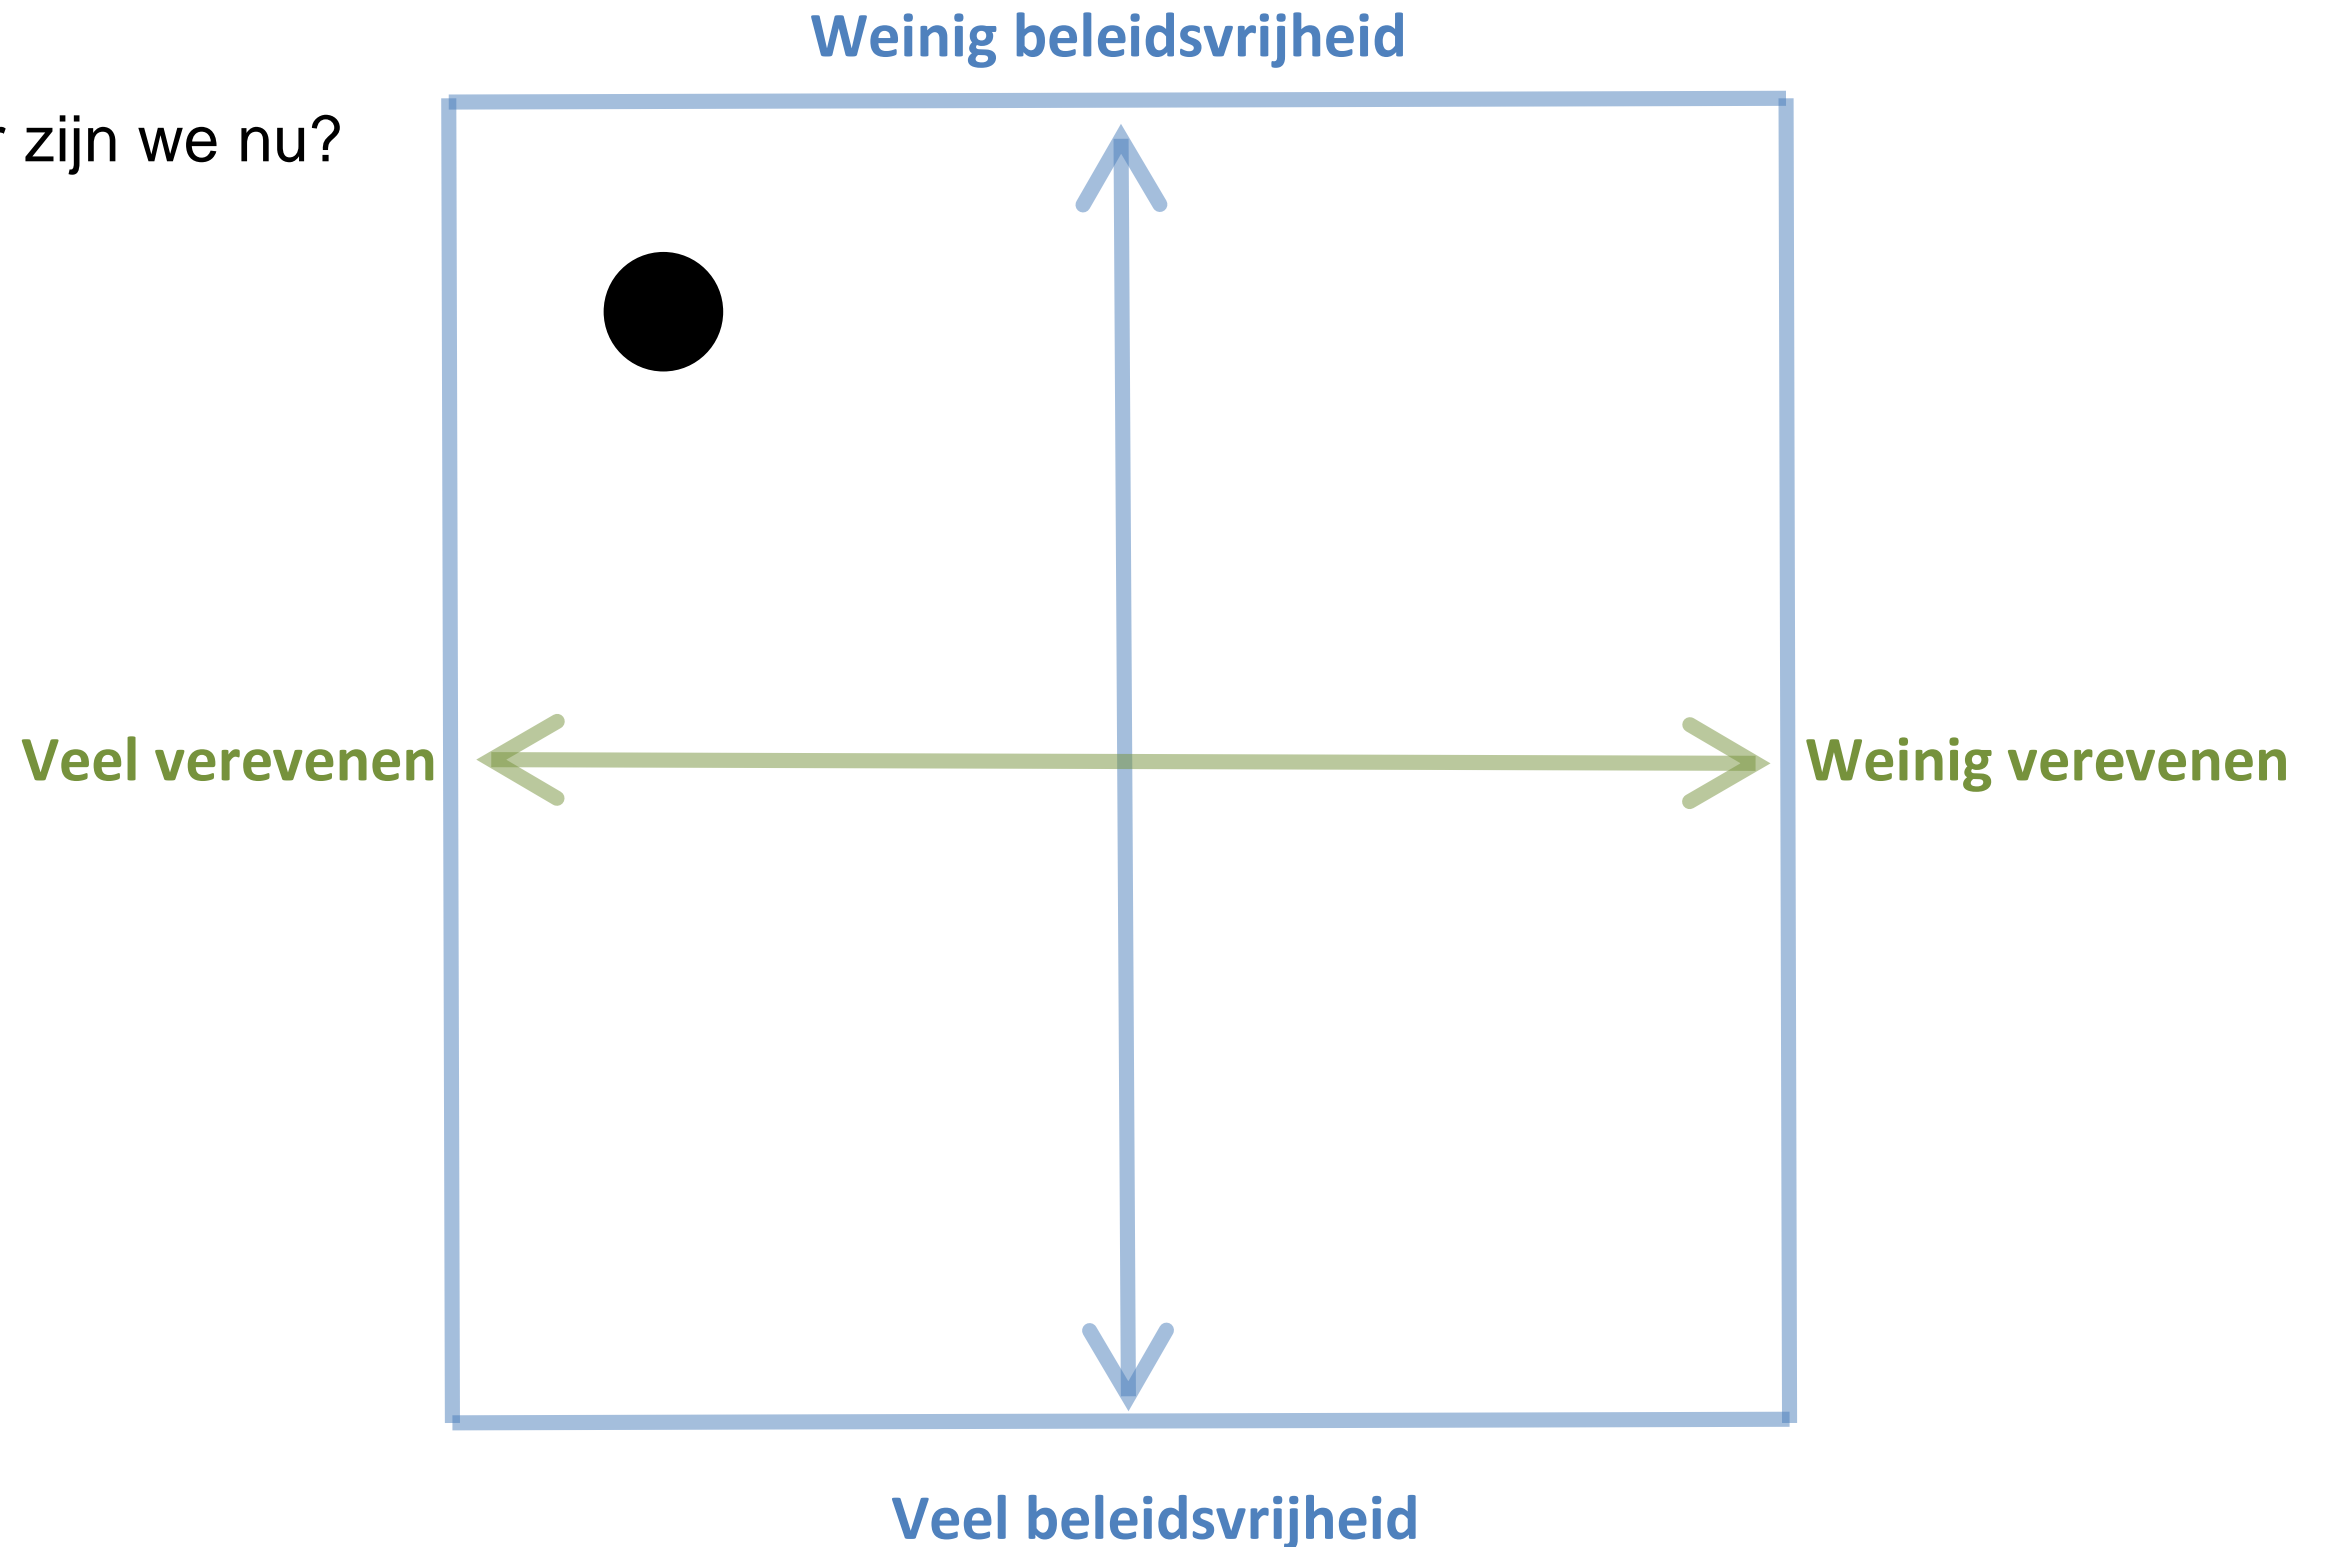 Weinig beleidsvrijheid
zijn we nu?
Veel verevenen
Weinig verevenen
Veel beleidsvrijheid